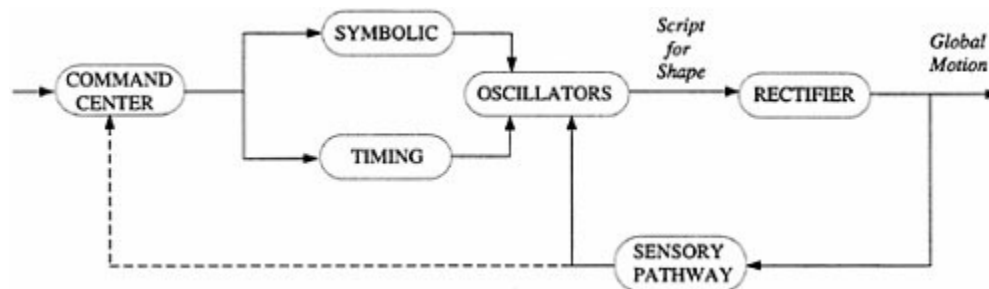 SYMBOLIC
COMMAND
CENTER
TIMING
OSCILLATORS
Script
for
Shape
RECTIFIER
Global
Motion
SENSORY
PATHWAY